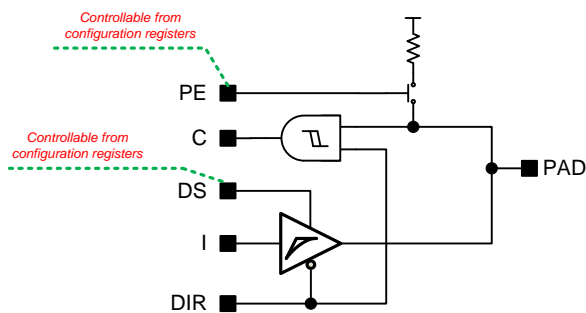 Controllable from
configuration registers
PE
C
Controllable from
configuration registers
DS
PAD
I
DIR